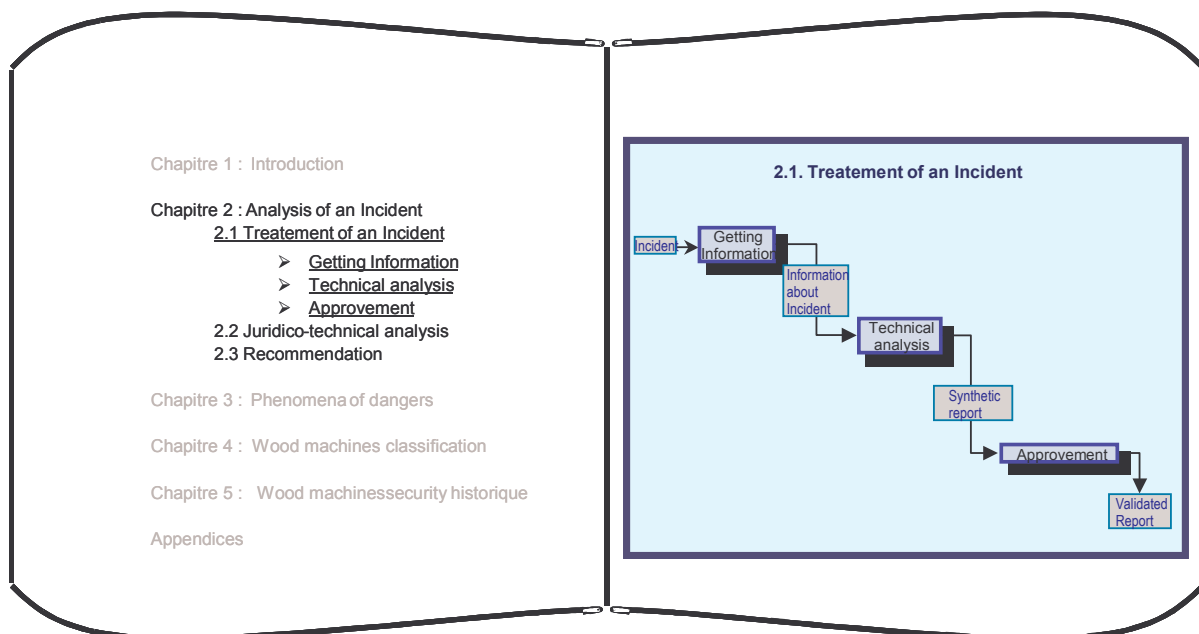 Chapitre 1 : Introduction
Chapitre 2 : Analysis of an Incident
2.1 Treatement of an Incident
➢ Getting Information
➢ Technical analysis
➢ Approvement
2.2 Juridico-technical analysis
2.3 Recommendation
Chapitre 3 : Phenomena of dangers
Chapitre 4 : Wood machines classification
Chapitre 5 : Wood machinessecurity historique
Appendices
2.1. Treatement of an Incident
Incident
Getting
Information
Information
about
Incident
Technical
analysis
Synthetic
report
Approvement
Validated
Report